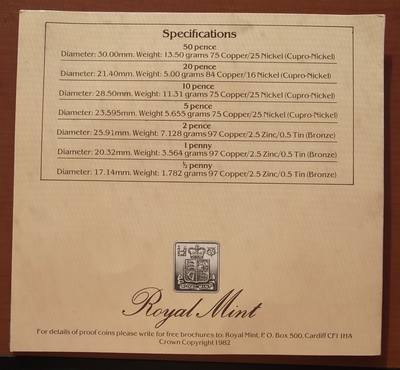 Specifications
50 pence
Diameter: 30.00mm. Weight: 13.50 grams 75 Copper/25 Nickel (Cupro-Nickel)
20 pence
Diameter: 21.40mm. Weight: 5.00 grams 84 Copper/16 Nickel (Cupro-Nickel)
10 pence
Diameter: 28.50mm. Weight: 11.31 grams 75 Copper/25 Nickel (Cupro-Nickel)
5 pence
Diameter: 23.595mm. Weight: 5.655 grams 75 Copper/25 Nickel (Cupro-Nickel)
2 pence
Diameter: 25.91mm. Weight: 7.128 grams 97 Copper/2.5 Zinc/0.5 Tin (Bronze)
1 penny
Diameter: 20.32mm. Weight: 3.564 grams 97 Copper/2.5 Zinc/0.5 Tin (Bronze)
½ penny
Diameter: 17.14mm. Weight: 1.782 grams 97 Copper/2.5 Zinc/0.5 Tin (Bronze)
Royal Mint
For details of proof coins please write for free brochures to: Royal Mint, P.O. Box 500, Cardiff CF1 1HA
Crown Copyright 1982